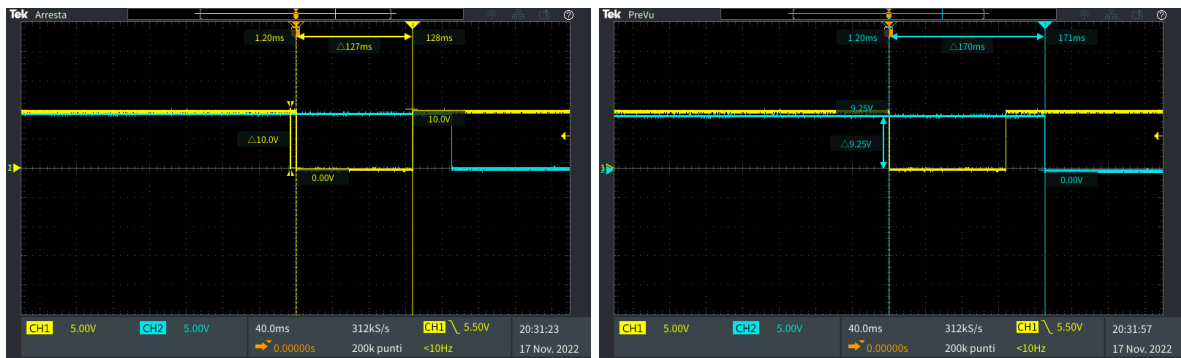 Tek Arresta
1.20ms
△127ms
128ms
10.0V
△10.0V
0.00V
2
CH1 5.00V
CH2 5.00V
40.0ms
312kS/s
CH1 5.50V
20:31:23
0.00000s
200k punti
<10Hz
17 Nov. 2022
Tek PreVu
1.20ms
△170ms
171ms
9.25V
△9.25V
0.00V
CH1 5.00V
CH2 5.00V
40.0ms
312kS/s
CH1 5.50V
20:31:57
0.00000s
200k punti
<10Hz
17 Nov. 2022